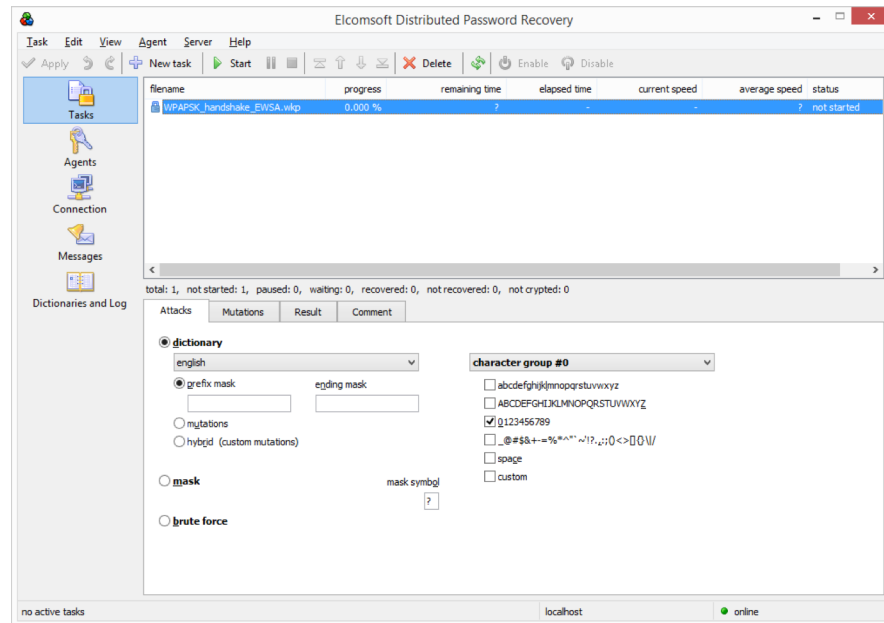 Elcomsoft Distributed Password Recovery
Task Edit View Agent Server Help
Apply New task Start Delete Enable Disable
Tasks
Agents
Connection
Messages
Dictionaries and Log
filename progress remaining time elapsed time current speed average speed status
WPAPSK_handshake_EWSA.wkp 0.000 % ? - - ? not started
total: 1, not started: 1, paused: 0, waiting: 0, recovered: 0, not recovered: 0, not crypted: 0
Attacks Mutations Result Comment
dictionary
english
character group #0
prefix mask ending mask
abcdefghijklmnopqrstuvwxyz
ABCDEFGHIJKLMNOPQRSTUVWXYZ
mutations
0123456789
hybrid (custom mutations)
_@#$&+-=%*^"`~'!?.,:;()<>[]{}\|/
space
mask
mask symbol
custom
?
brute force
no active tasks localhost online